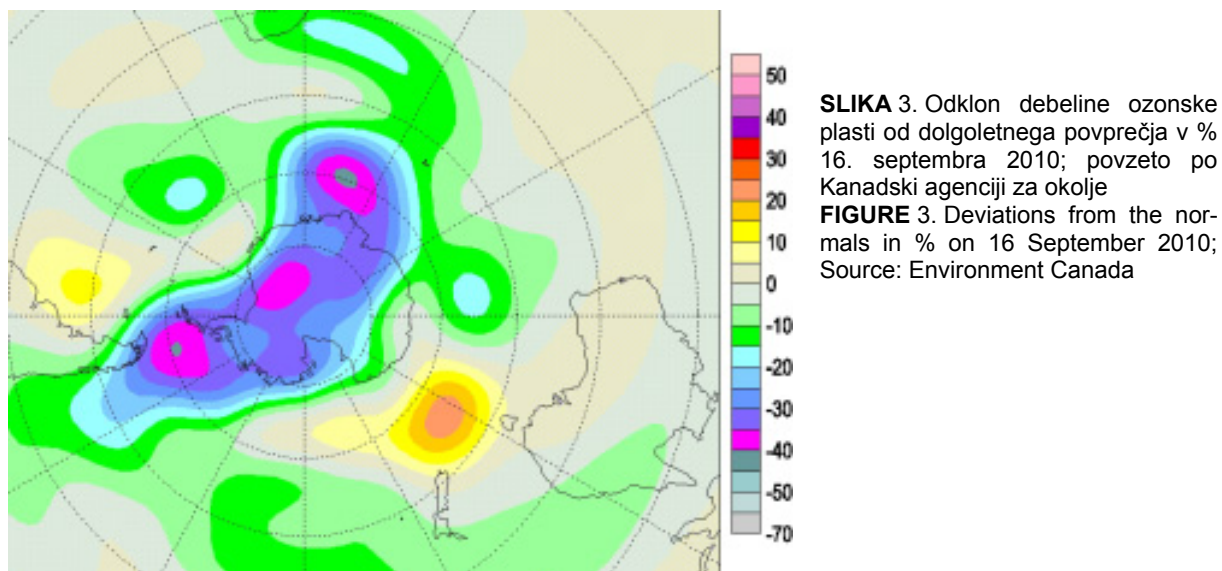 50
40
30
20
10
0
-10
-20
-30
-40
-50
-70
SLIKA 3. Odklon debeline ozonske
plasti od dolgoletnega povprečja v %
16. septembra 2010; povzeto po
Kanadski agenciji za okolje
FIGURE 3. Deviations from the nor-
mals in % on 16 September 2010;
Source: Environment Canada